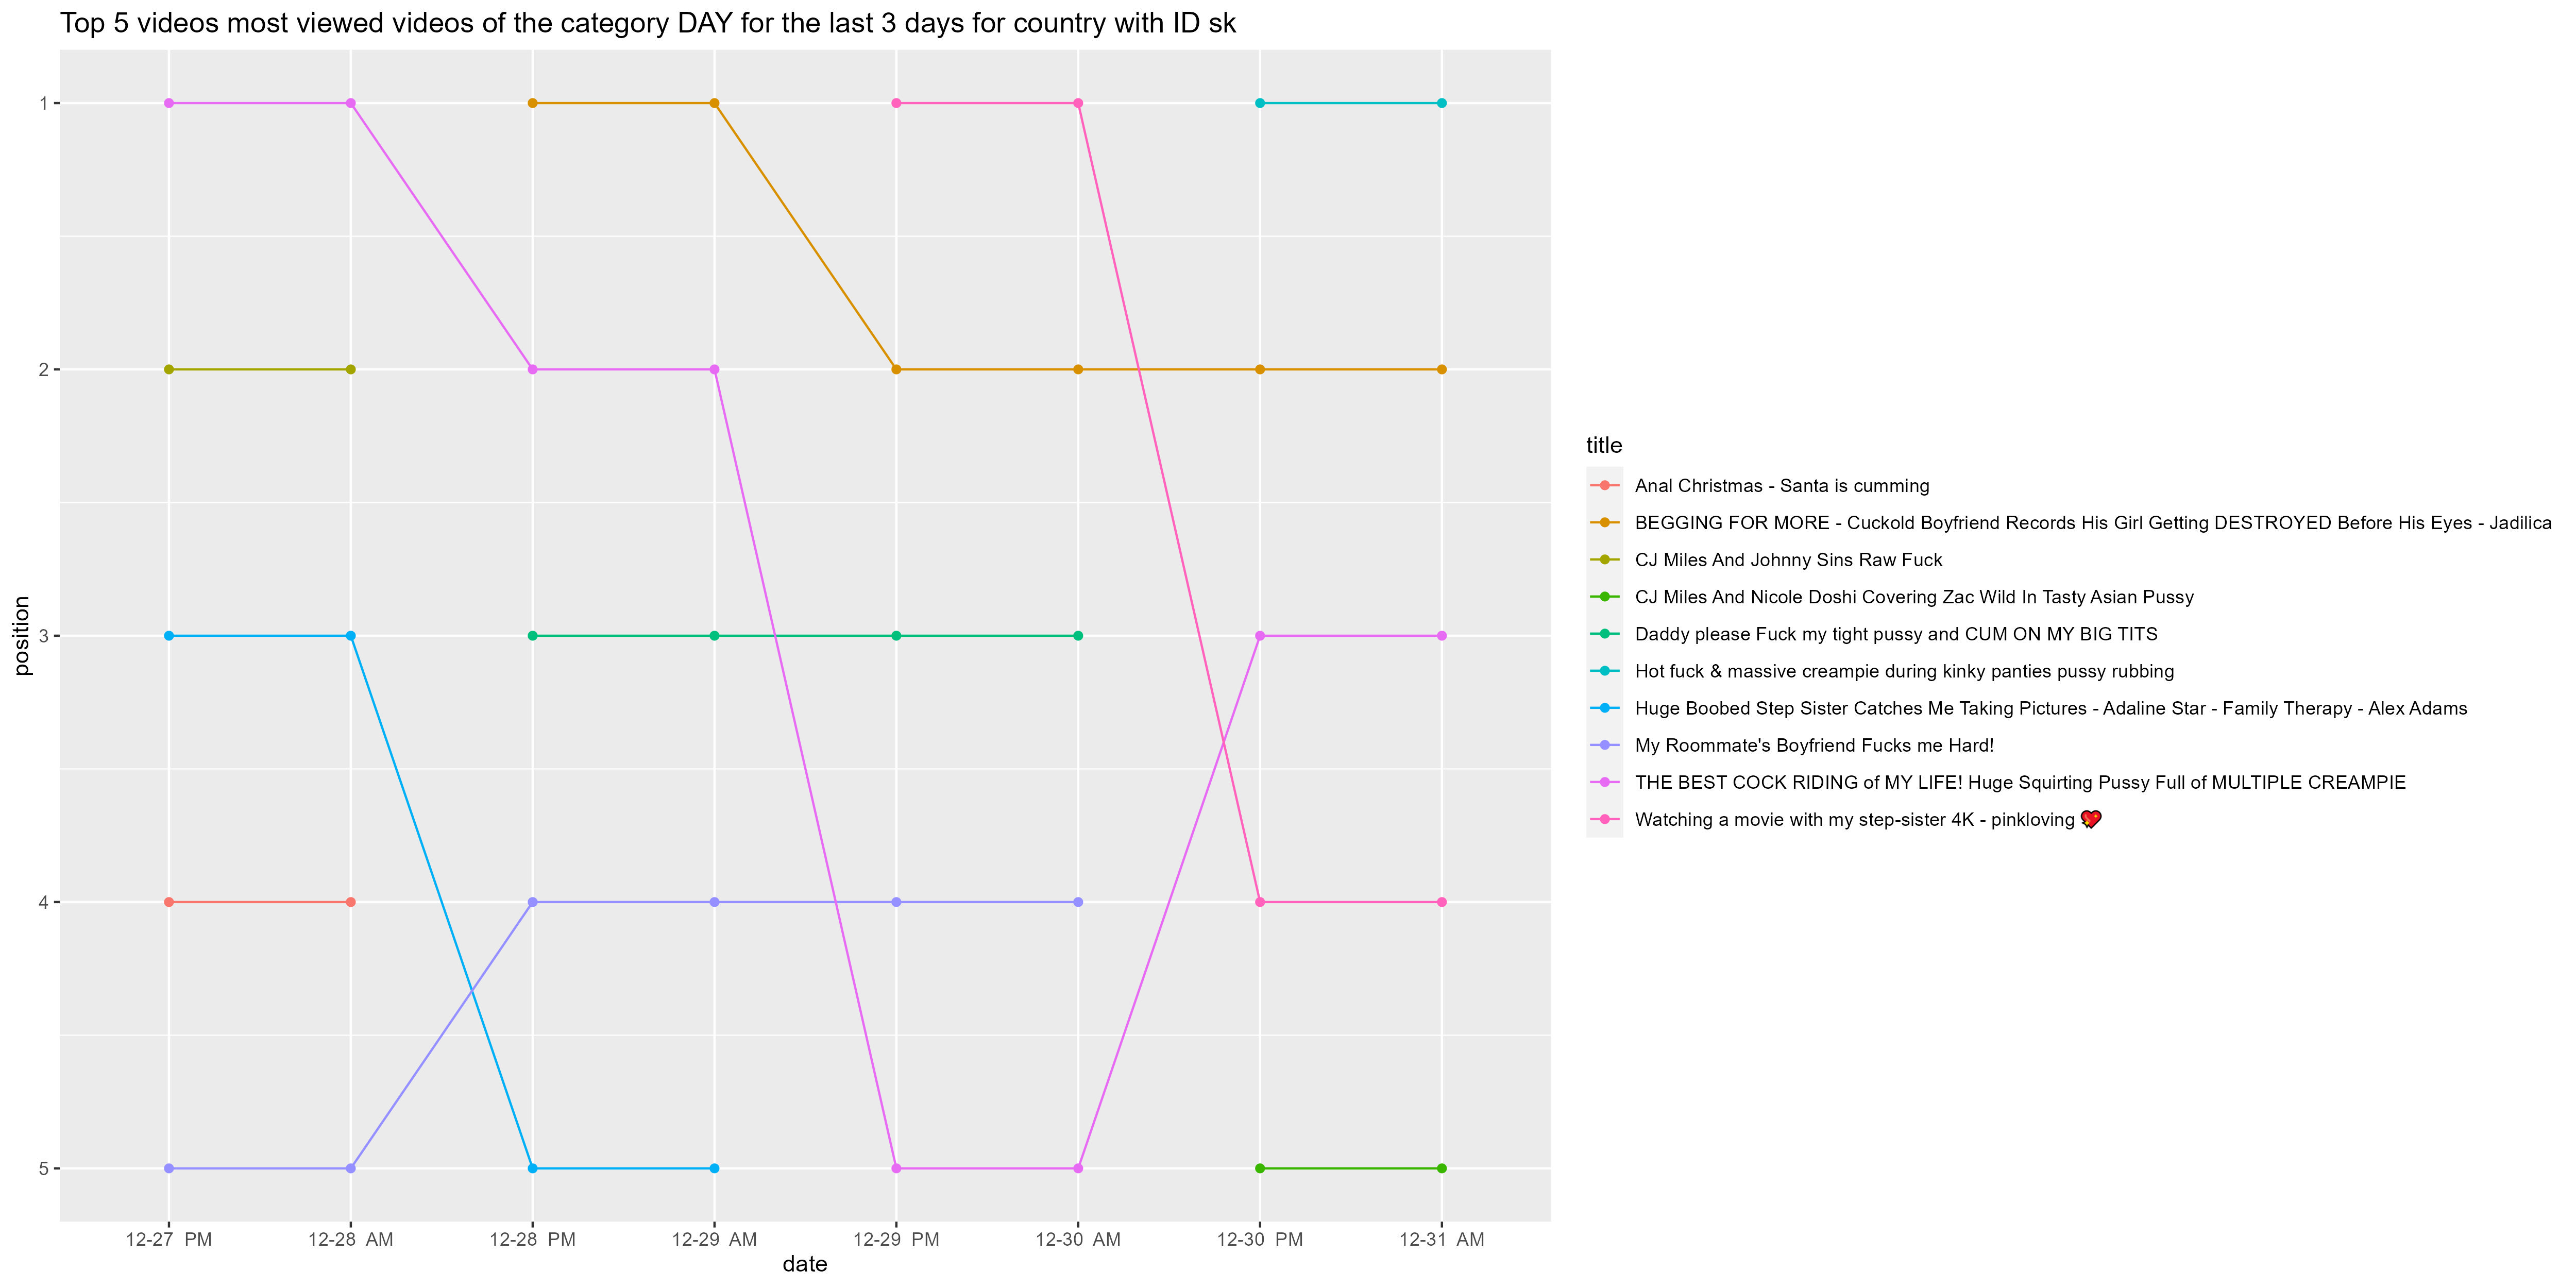 Top 5 videos most viewed videos of the category DAY for the last 3 days for country with ID sk
position
1
2
3
4
5
12-27 PM
12-28 AM
12-28 PM
12-29 AM
12-29 PM
12-30 AM
12-30 PM
12-31 AM
date
title
Anal Christmas - Santa is cumming
BEGGING FOR MORE - Cuckold Boyfriend Records His Girl Getting DESTROYED Before His Eyes - Jadilica
CJ Miles And Johnny Sins Raw Fuck
CJ Miles And Nicole Doshi Covering Zac Wild In Tasty Asian Pussy
Daddy please Fuck my tight pussy and CUM ON MY BIG TITS
Hot fuck & massive creampie during kinky panties pussy rubbing
Huge Boobed Step Sister Catches Me Taking Pictures - Adaline Star - Family Therapy - Alex Adams
My Roommate's Boyfriend Fucks me Hard!
THE BEST COCK RIDING of MY LIFE! Huge Squirting Pussy Full of MULTIPLE CREAMPIE
Watching a movie with my step-sister 4K - pinkloving 💖